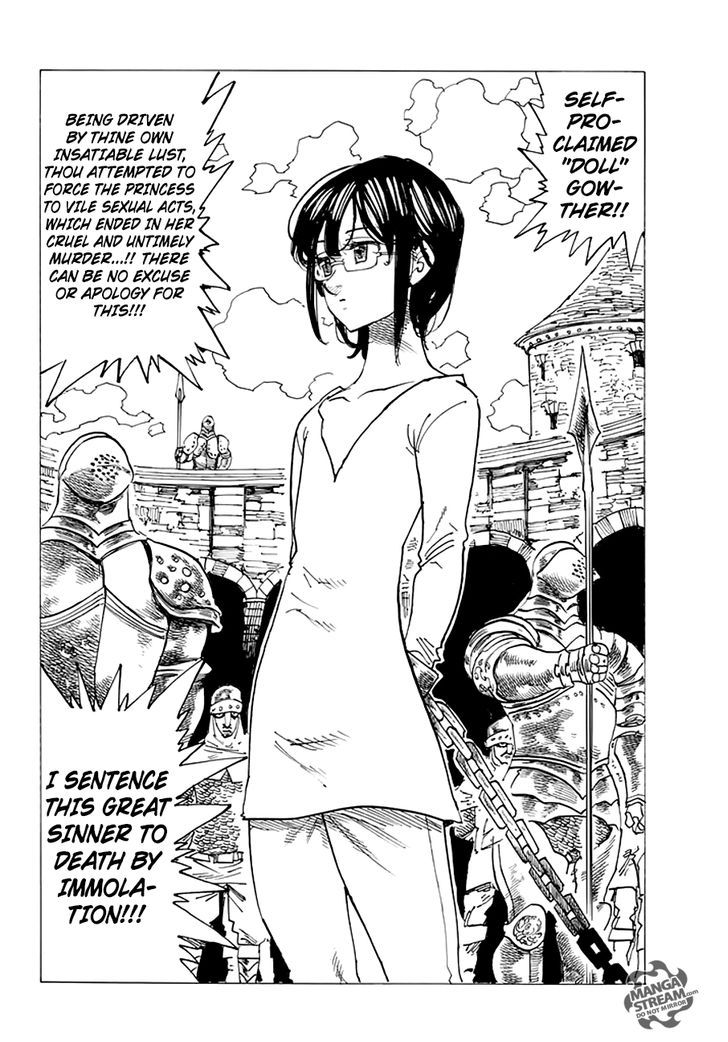 SELF-
PRO-
CLAIMED
"DOLL"
GOW-
THER!!
BEING DRIVEN
BY THINE OWN
INSATIABLE LUST,
THOU ATTEMPTED TO
FORCE THE PRINCESS
TO VILE SEXUAL ACTS,
WHICH ENDED IN HER
CRUEL AND UNTIMELY
MURDER...!! THERE
CAN BE NO EXCUSE
OR APOLOGY FOR
THIS!!!
I SENTENCE
THIS GREAT
SINNER TO
DEATH BY
IMMOLA-
TION!!!
MANGA
STREAM.com
DO NOT MIRROR